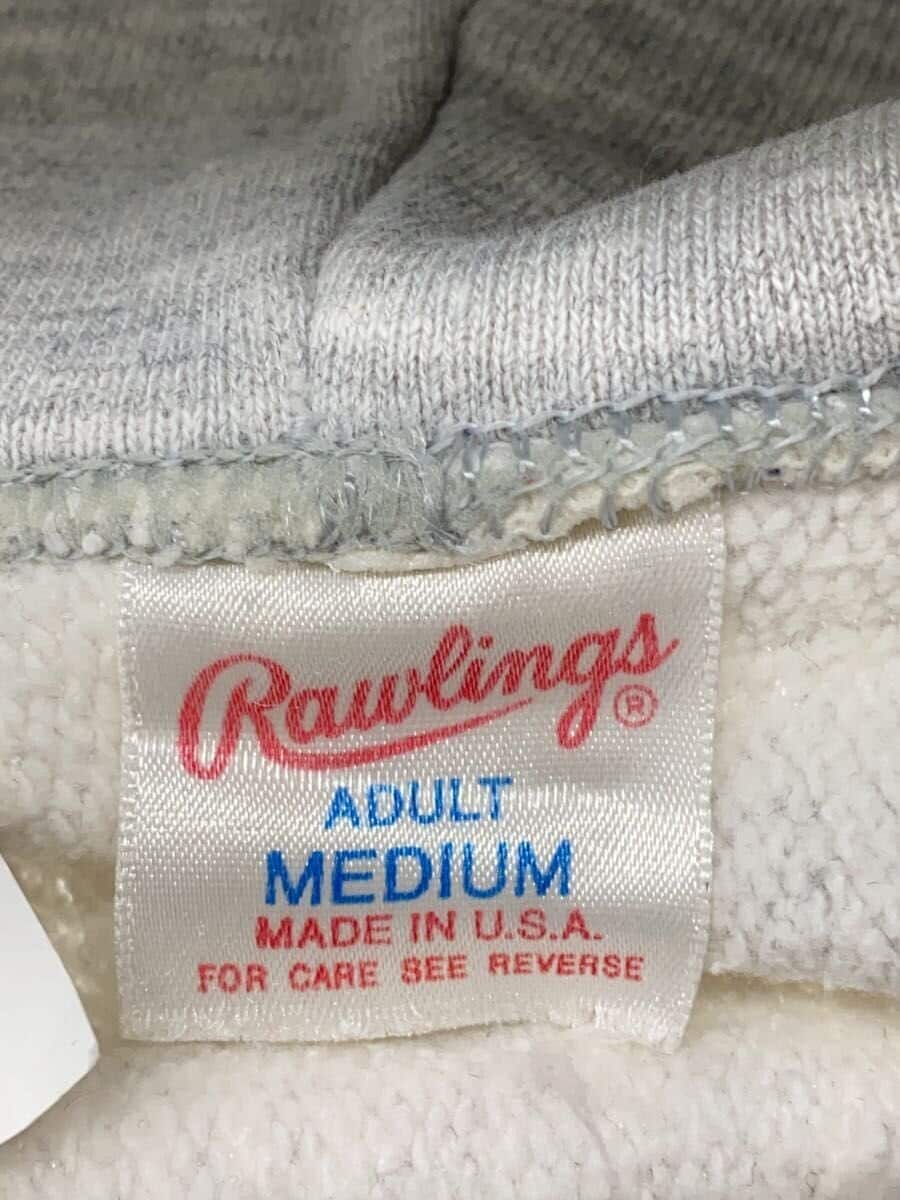 Rawlings®
ADULT
MEDIUM
MADE IN U.S.A.
FOR CARE SEE REVERSE